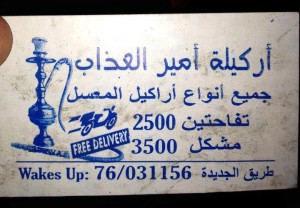 أركيلة أمير العذاب
جميع أنواع أراكيل المعسل
تفاحتين 2500
مشكل 3500
FREE DELIVERY
Wakes Up: 76/031156 طريق الجديدة